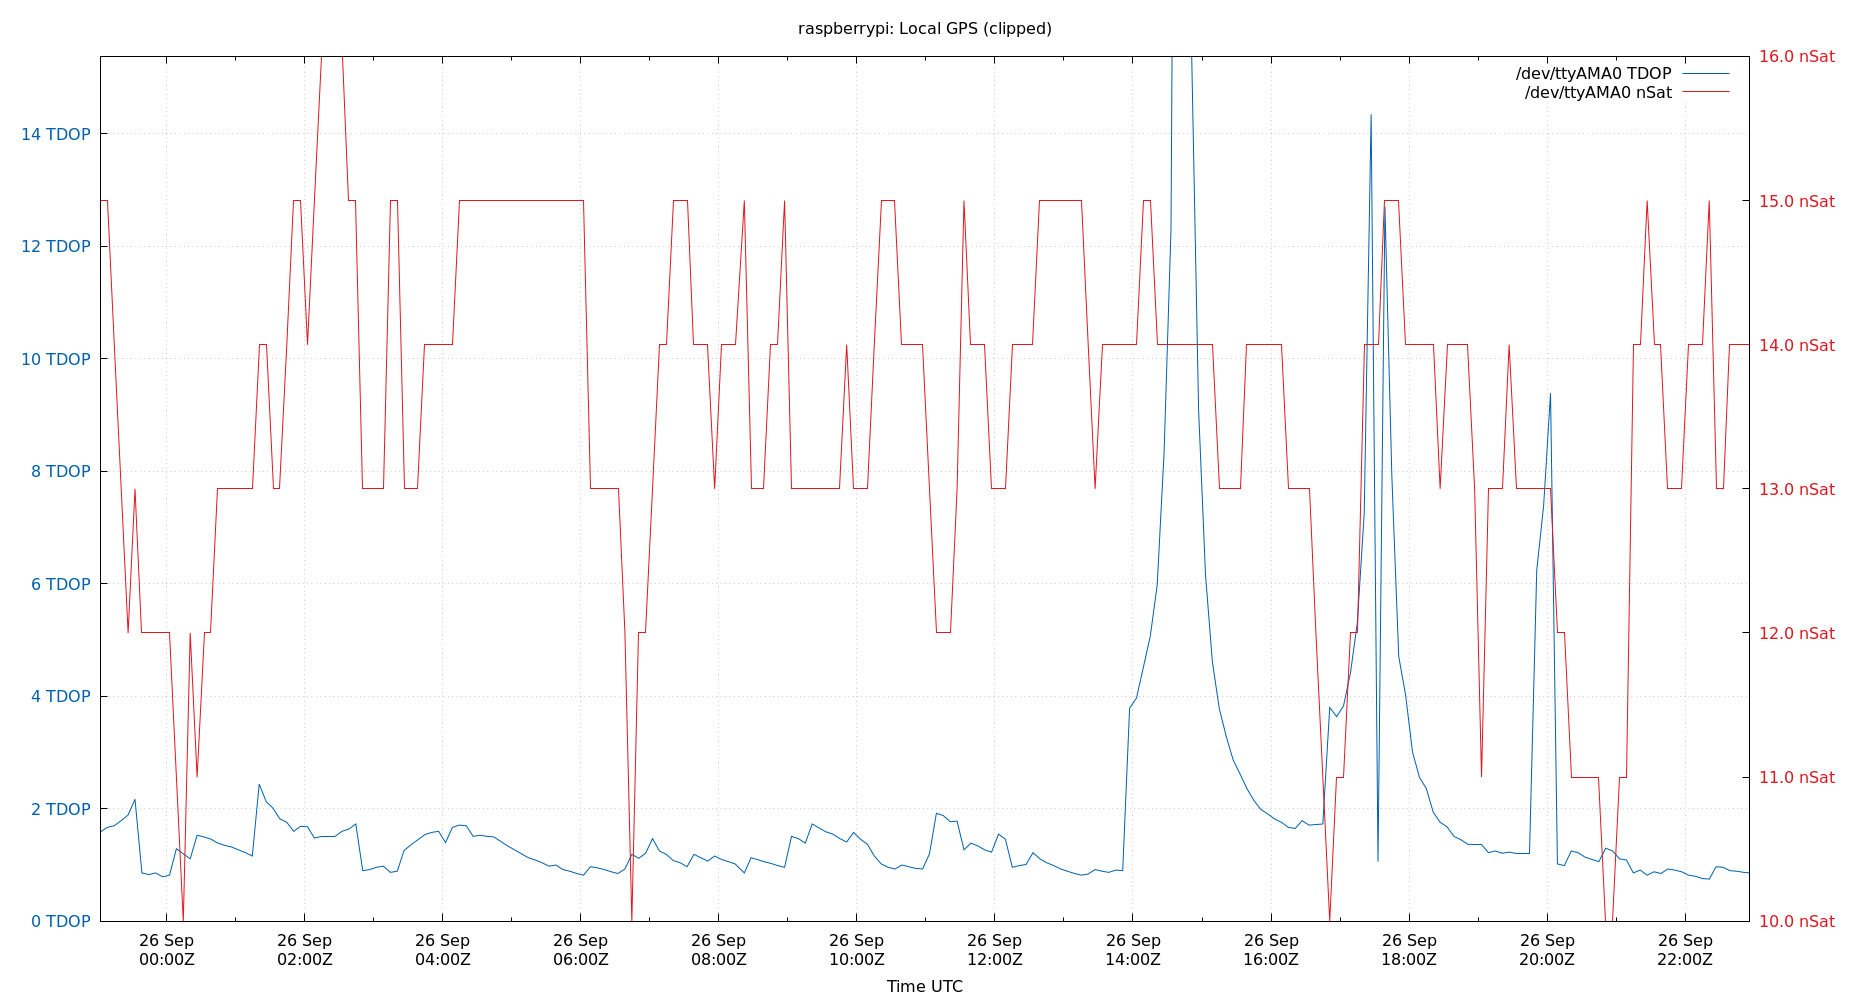 raspberrypi: Local GPS (clipped)
/dev/ttyAMA0 TDOP
/dev/ttyAMA0 nSat
14 TDOP
12 TDOP
10 TDOP
8 TDOP
6 TDOP
4 TDOP
2 TDOP
0 TDOP
16.0 nSat
15.0 nSat
14.0 nSat
13.0 nSat
12.0 nSat
11.0 nSat
10.0 nSat
26 Sep
00:00Z
26 Sep
02:00Z
26 Sep
04:00Z
26 Sep
06:00Z
26 Sep
08:00Z
26 Sep
10:00Z
26 Sep
12:00Z
26 Sep
14:00Z
26 Sep
16:00Z
26 Sep
18:00Z
26 Sep
20:00Z
26 Sep
22:00Z
Time UTC